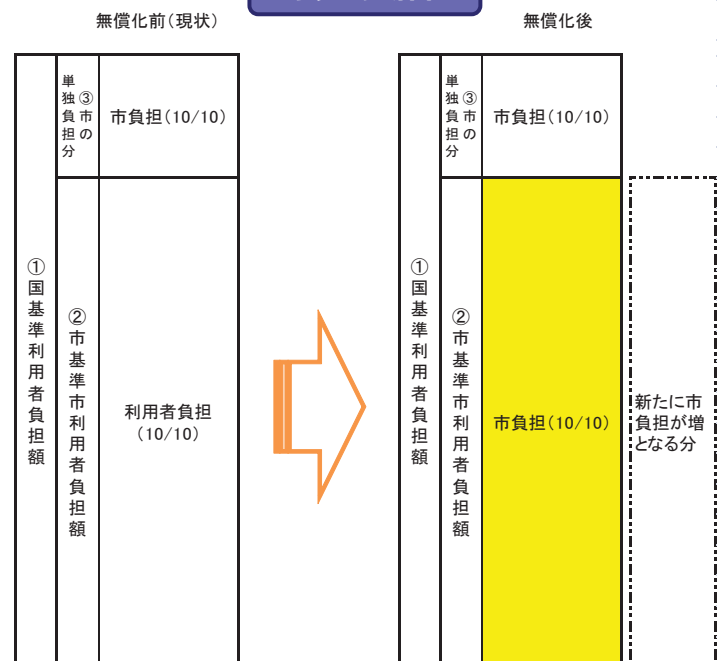 無償化前(現状)
無償化後
①国基準利用者負担額
③市の
単独負担分
市負担(10/10)
②市基準市利用者負担額
利用者負担
(10/10)
①国基準利用者負担額
③市の
単独負担分
市負担(10/10)
②市基準市利用者負担額
市負担(10/10)
新たに市
負担が増
となる分